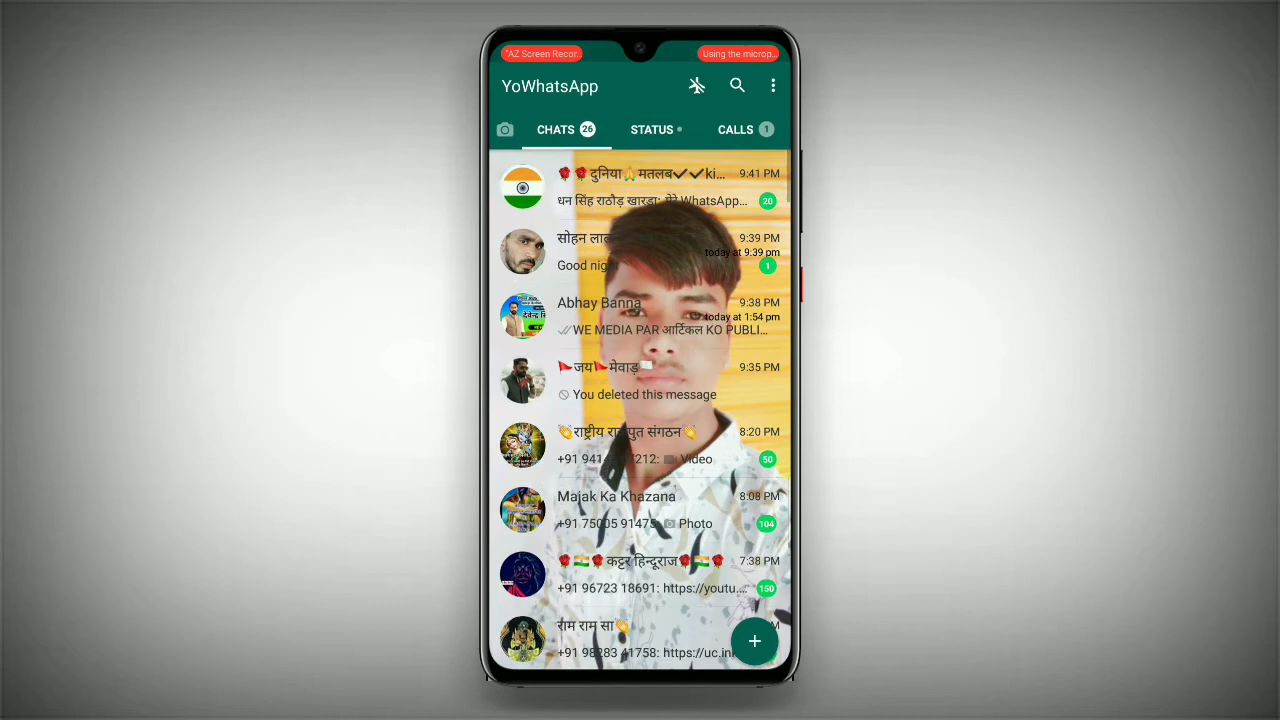 "AZ Screen Recor... Using the microp...
YoWhatsApp
CHATS 26 STATUS CALLS 1
🌹🌹दुनिया🙏मतलब✔✔ki... 9:41 PM
धन सिंह राठौड़ खारड़ा: मेरे WhatsApp... 20
सोहन लाल 9:39 PM
today at 9:39 pm
Good nig 1
Abhay Banna 9:38 PM
today at 1:54 pm
WE MEDIA PAR आर्टिकल KO PUBLI...
🚩जय🚩मेवाड़🏳 9:35 PM
You deleted this message
👏राष्ट्रीय राजपुत संगठन👏 8:20 PM
+91 941 212: Video 50
Majak Ka Khazana 8:08 PM
+91 75005 91475: Photo 104
🌹🇮🇳🌹कट्टर हिन्दूराज🌹🇮🇳🌹 7:38 PM
+91 96723 18691: https://youtu.... 150
राम राम सा👏 M
+91 98283 41758: https://uc.in